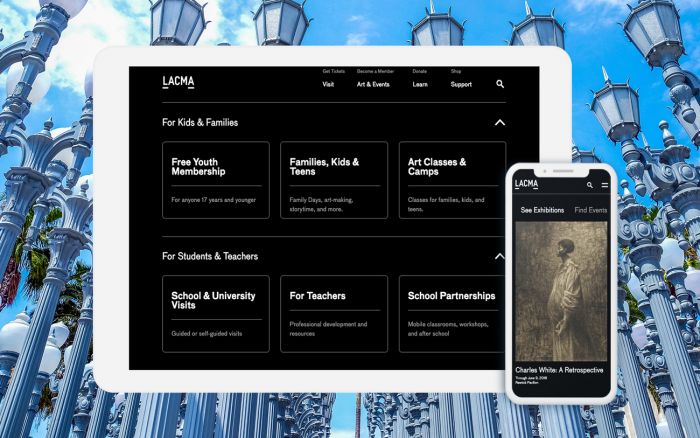 LACMA
Get Tickets Become a Member Donate Shop
Visit Art & Events Learn Support
For Kids & Families
Free Youth
Membership
For anyone 17 years and younger
Families, Kids &
Teens
Family Days, art-making,
storytime, and more.
Art Classes &
Camps
Classes for families, kids, and
teens.
For Students & Teachers
School & University
Visits
Guided or self-guided visits
For Teachers
Professional development and
resources
School Partnerships
Mobile classrooms, workshops,
and after school
LACMA
See Exhibitions Find Events
Charles White: A Retrospective
Through June 9, 2019
Resnick Pavilion